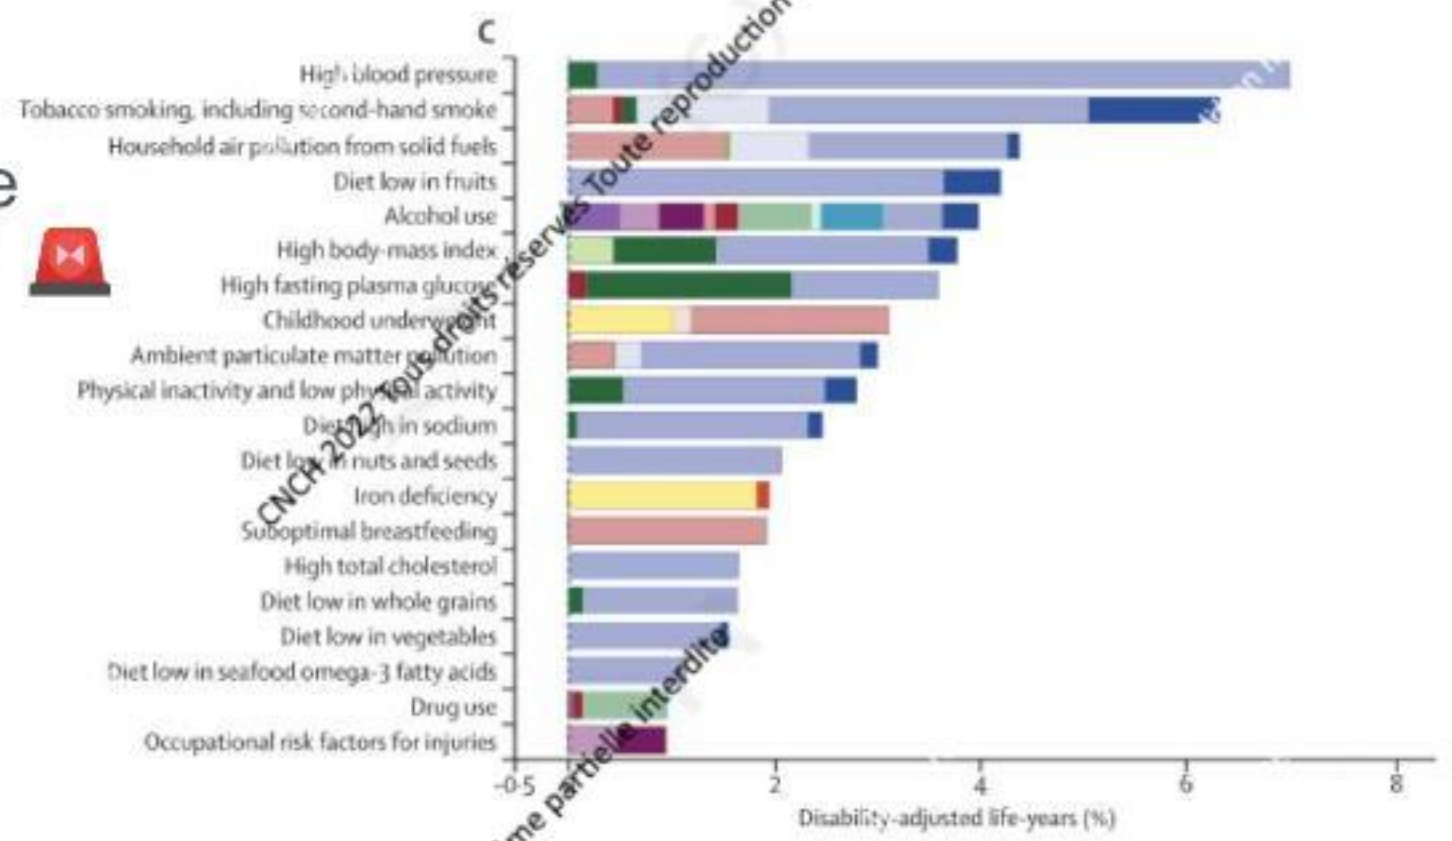 C
High blood pressure
Tobacco smoking, including second-hand smoke
Household air pollution from solid fuels
e
Diet low in fruits
Alcohol use
High body-mass index
High fasting plasma glucose
Childhood underweight
Ambient particulate matter pollution
Physical inactivity and low physical activity
Diet high in sodium
Diet low in nuts and seeds
Iron deficiency
Suboptimal breastfeeding
High total cholesterol
Diet low in whole grains
Diet low in vegetables
Diet low in seafood omega-3 fatty acids
Drug use
Occupational risk factors for injuries
-0·5 2 4 6 8
Disability-adjusted life-years (%)
CNCH 2022 Tous droits réservés Toute reproduction
me partielle interdite